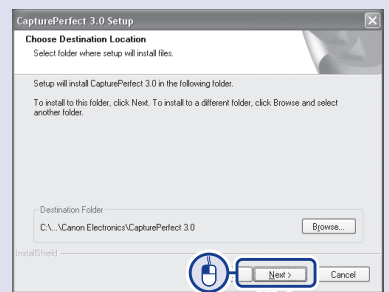 CapturePerfect 3.0 Setup
Choose Destination Location
Select folder where setup will install files.
Setup will install CapturePerfect 3.0 in the following folder.
To install to this folder, click Next. To install to a different folder, click Browse and select
another folder.
Destination Folder
C:\...\Canon Electronics\CapturePerfect 3.0
Browse...
InstallShield
Next >
Cancel